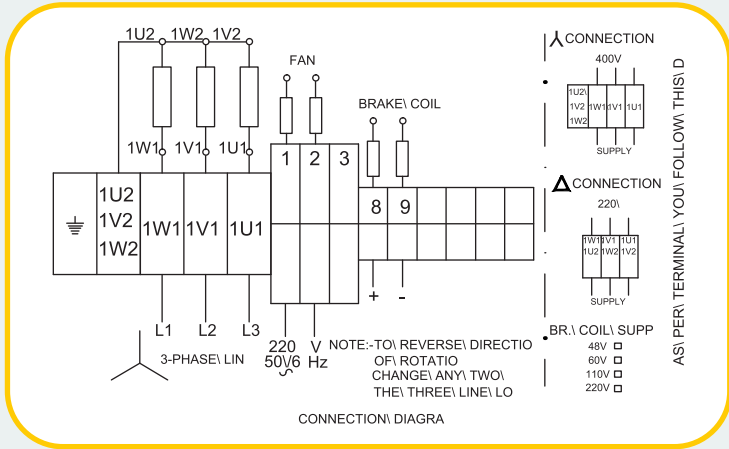 1U2 1W2 1V2
FAN
BRAKE\ COIL
1W1 1V1 1U1
1 2 3
1U2
1V2
1W2
1W1 1V1 1U1
8 9
+ -
L1 L2 L3
3-PHASE\ LIN
220 V
50\/6 Hz
NOTE:-TO\ REVERSE\ DIRECTIO
OF\ ROTATIO
CHANGE\ ANY\ TWO\
THE\ THREE\ LINE\ LO
CONNECTION\ DIAGRA
CONNECTION
400V
1U2\
1V2
1W2
1W1 1V1 1U1
SUPPLY
Δ CONNECTION
220\
1W1 1V1 1U1
1U2 1W2 1V2
SUPPLY
BR.\ COIL\ SUPP
48V
60V
110V
220V
AS\ PER\ TERMINAL\ YOU\ FOLLOW\ THIS\ D